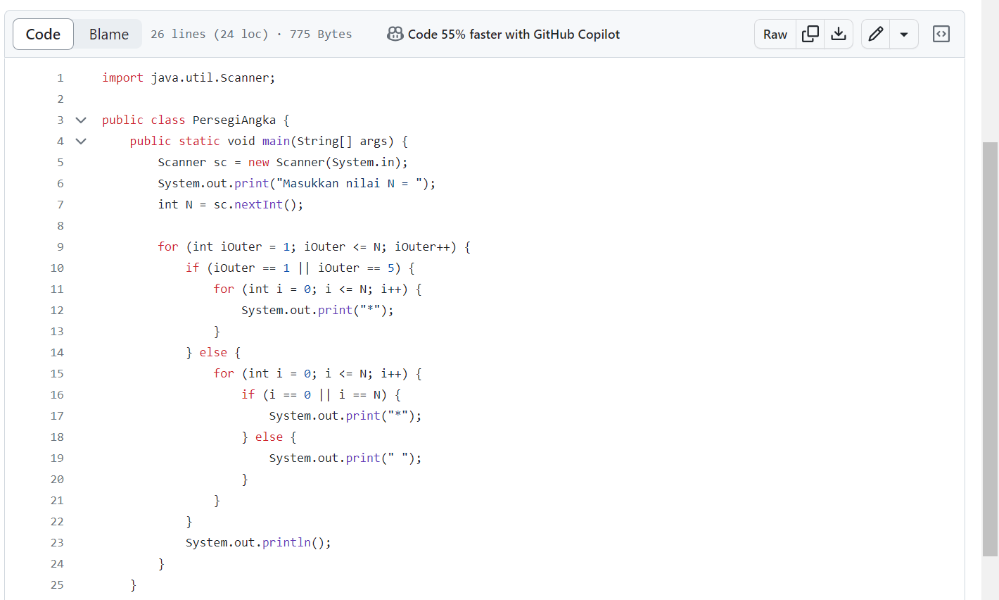 Code Blame 26 lines (24 loc) · 775 Bytes Code 55% faster with GitHub Copilot Raw
1 import java.util.Scanner;
2
3 public class PersegiAngka {
4 public static void main(String[] args) {
5 Scanner sc = new Scanner(System.in);
6 System.out.print("Masukkan nilai N = ");
7 int N = sc.nextInt();
8
9 for (int iOuter = 1; iOuter <= N; iOuter++) {
10 if (iOuter == 1 || iOuter == 5) {
11 for (int i = 0; i <= N; i++) {
12 System.out.print("*");
13 }
14 } else {
15 for (int i = 0; i <= N; i++) {
16 if (i == 0 || i == N) {
17 System.out.print("*");
18 } else {
19 System.out.print(" ");
20 }
21 }
22 }
23 System.out.println();
24 }
25 }